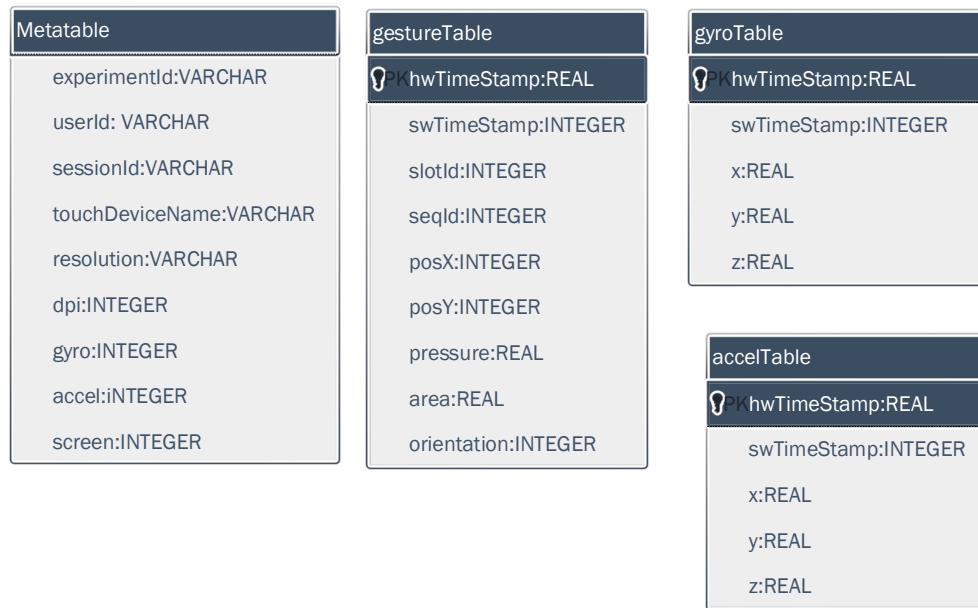 Metatable
experimentId:VARCHAR
userId: VARCHAR
sessionId:VARCHAR
touchDeviceName:VARCHAR
resolution:VARCHAR
dpi:INTEGER
gyro:INTEGER
accel:iNTEGER
screen:INTEGER
gestureTable
PK hwTimeStamp:REAL
swTimeStamp:INTEGER
slotId:INTEGER
seqId:INTEGER
posX:INTEGER
posY:INTEGER
pressure:REAL
area:REAL
orientation:INTEGER
gyroTable
PK hwTimeStamp:REAL
swTimeStamp:INTEGER
x:REAL
y:REAL
z:REAL
accelTable
PK hwTimeStamp:REAL
swTimeStamp:INTEGER
x:REAL
y:REAL
z:REAL